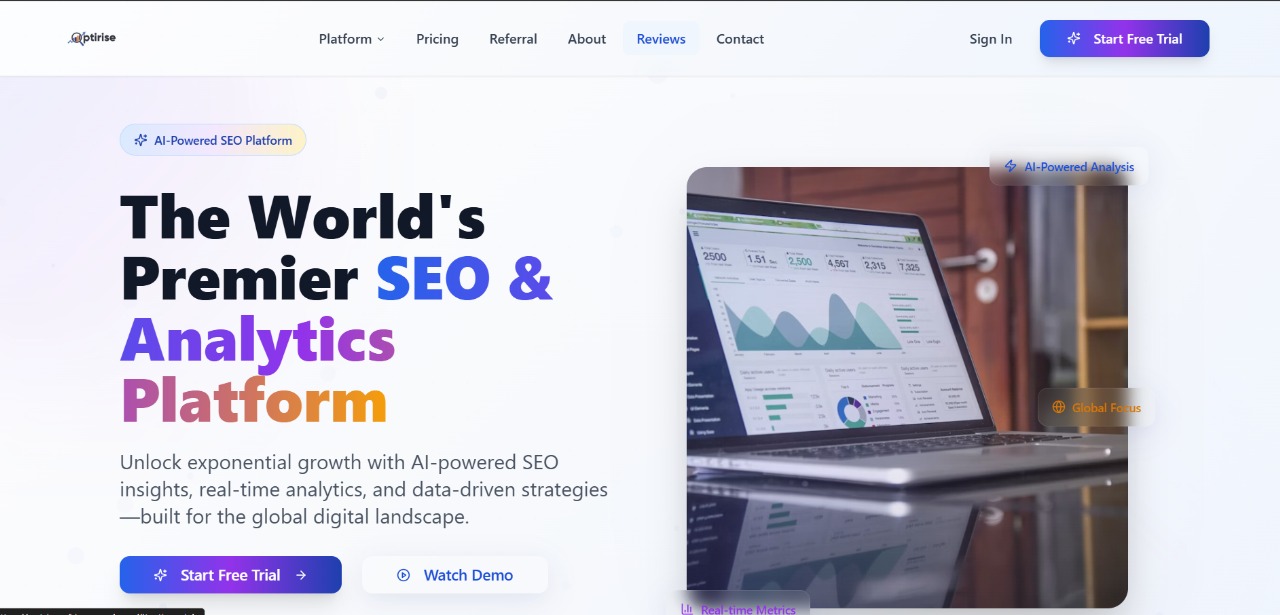 Optirise
Platform
Pricing
Referral
About
Reviews
Contact
Sign In
Start Free Trial
AI-Powered SEO Platform
The World's
Premier SEO &
Analytics
Platform
Unlock exponential growth with AI-powered SEO
insights, real-time analytics, and data-driven strategies
—built for the global digital landscape.
Start Free Trial
Watch Demo
AI-Powered Analysis
2500
1.51
2,500
4,567
2,315
7,325
Global Focus
Real-time Metrics